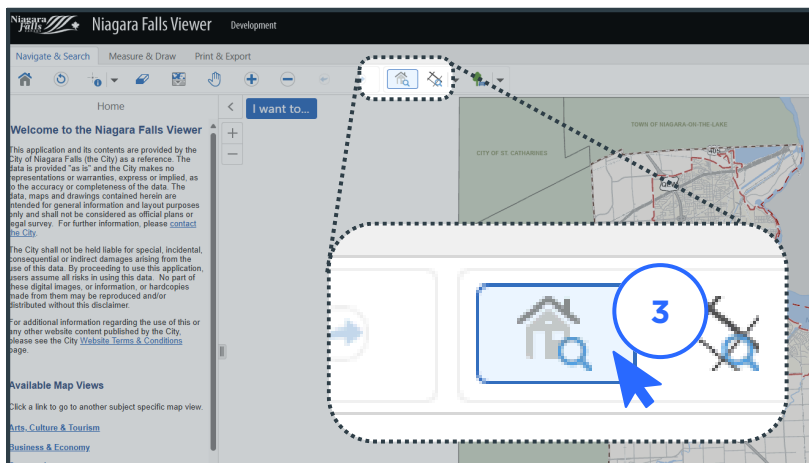 Niagara Falls
Niagara Falls Viewer
Development
Navigate & Search
Measure & Draw
Print & Export
Home
I want to...
Welcome to the Niagara Falls Viewer
This application and its contents are provided by the
City of Niagara Falls (the City) as a reference. The
data is provided "as is" and the City makes no
representations or warranties, express or implied, as
to the accuracy or completeness of the data. The
data, maps and drawings contained herein are
intended for general information and layout purposes
only and shall not be considered as official plans or
legal survey. For further information, please contact
the City.
The City shall not be held liable for special, incidental,
consequential or indirect damages arising from the
use of this data. By proceeding to use this application,
users assume all risks in using this data. No part of
these digital images, or information, or hardcopies
made from them may be reproduced and/or
distributed without this disclaimer.
For additional information regarding the use of this or
any other website content published by the City,
please see the City Website Terms & Conditions
page.
Available Map Views
Click a link to go to another subject specific map view.
Arts, Culture & Tourism
Business & Economy
TOWN OF NIAGARA-ON-THE-LAKE
CITY OF ST. CATHARINES
405
QEW
3